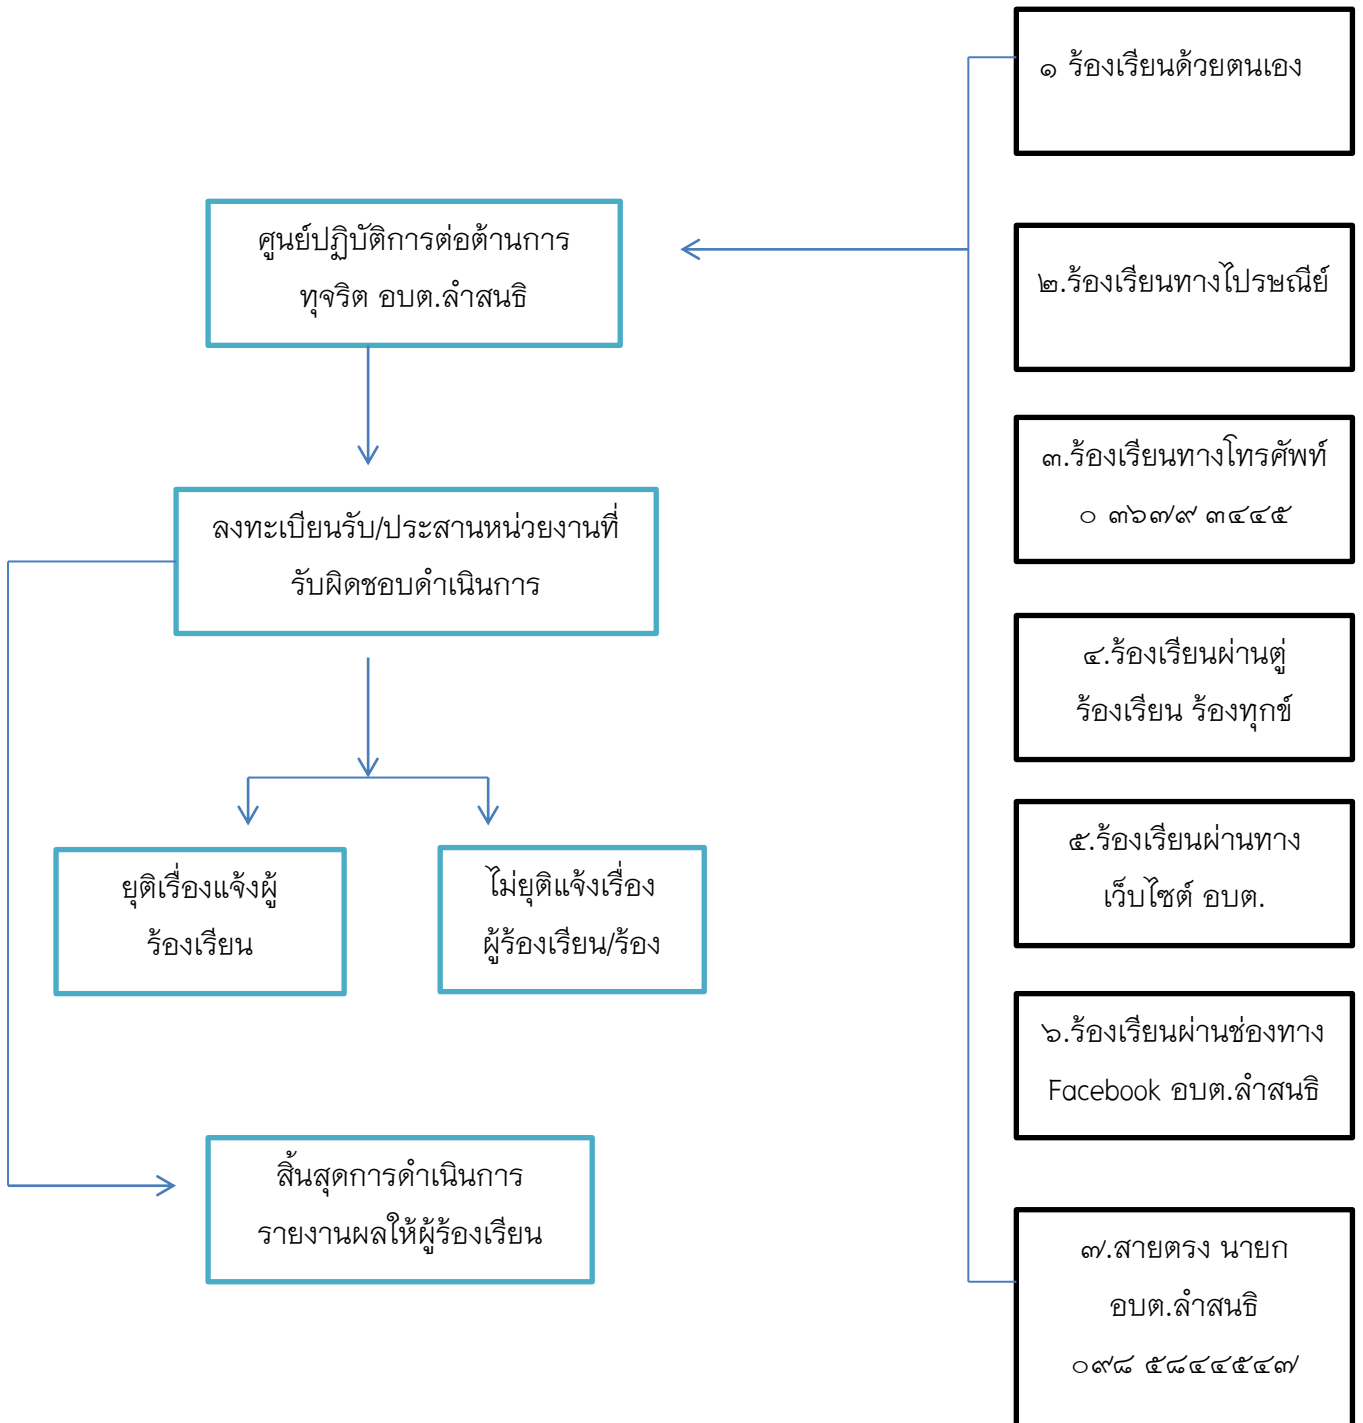 ๑ ร้องเรียนด้วยตนเอง
ศูนย์ปฏิบัติการต่อต้านการ
ทุจริต อบต.ลำสนธิ
๒.ร้องเรียนทางไปรษณีย์
๓.ร้องเรียนทางโทรศัพท์
๐ ๓๖๗๙ ๓๔๔๕
ลงทะเบียนรับ/ประสานหน่วยงานที่
รับผิดชอบดำเนินการ
๔.ร้องเรียนผ่านตู่
ร้องเรียน ร้องทุกข์
๕.ร้องเรียนผ่านทาง
เว็บไซต์ อบต.
ยุติเรื่องแจ้งผู้
ร้องเรียน
ไม่ยุติแจ้งเรื่อง
ผู้ร้องเรียน/ร้อง
๖.ร้องเรียนผ่านช่องทาง
Facebook อบต.ลำสนธิ
สิ้นสุดการดำเนินการ
รายงานผลให้ผู้ร้องเรียน
๗.สายตรง นายก
อบต.ลำสนธิ
๐๙๘ ๕๘๔๔๕๔๗